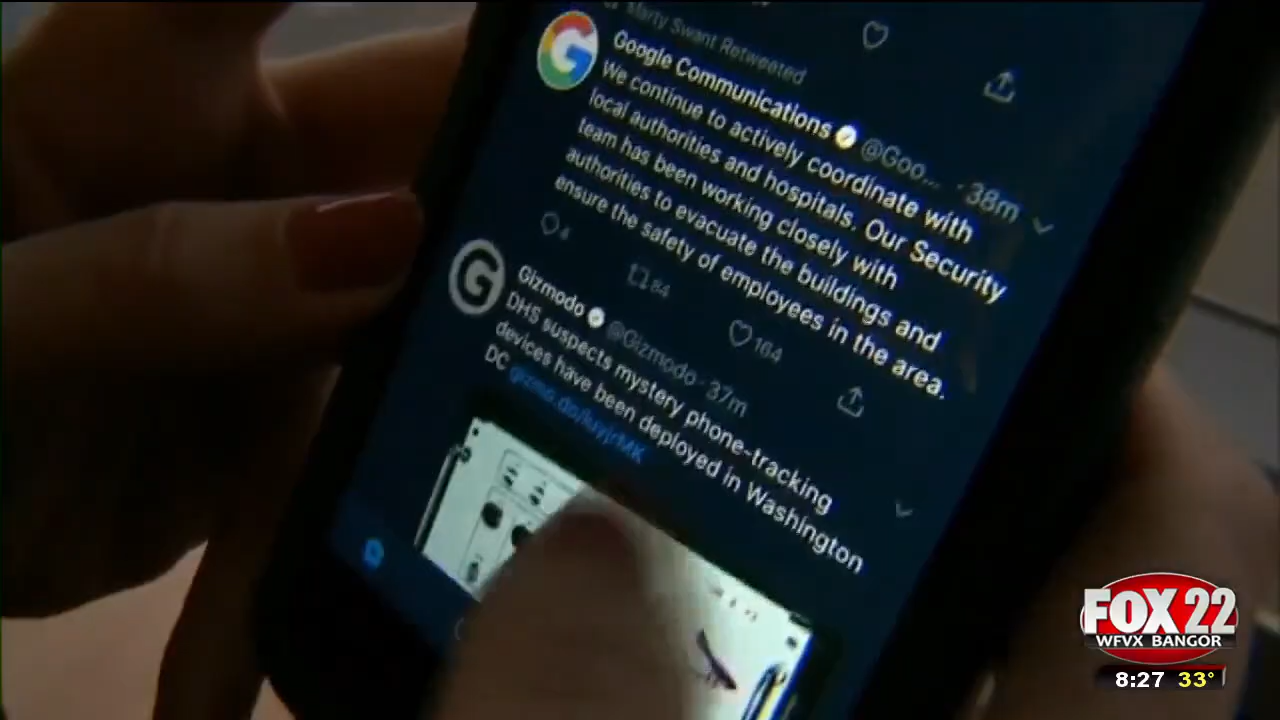 Marty Swant Retweeted
Google Communications @Goo... · 38m
We continue to actively coordinate with
local authorities and hospitals. Our Security
team has been working closely with
authorities to evacuate the buildings and
ensure the safety of employees in the area.
4 84 164
Gizmodo @Gizmodo · 37m
DHS suspects mystery phone-tracking
devices have been deployed in Washington
DC
FOX 22
WFVX BANGOR
8:27 33°